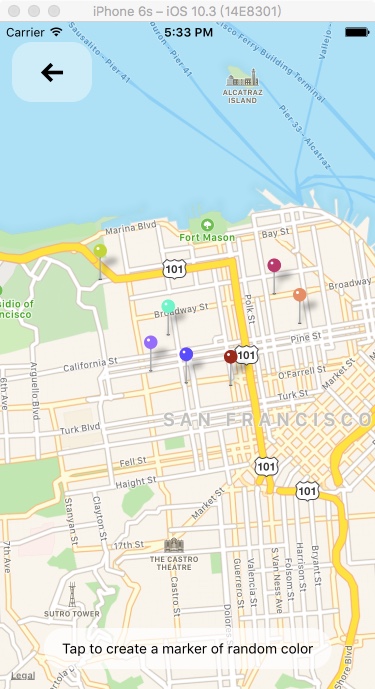 iPhone 6s – iOS 10.3 (14E8301)
Carrier 5:33 PM
Sausalito - Pier-41
Cisco Ferry Building Terminal
Vallejo-
ALCATRAZ
ISLAND
Pier-33 - Alcatraz
Pier-41
Marina Blvd
Fort Mason
Bay St
101
sidio of
ncisco
Broadway St
Broadway
Polk St
Pine St
101
California St
O'Farrell St
Market St
6th Ave
Arguello Blvd
Turk St
SAN FRANCISCO
Turk Blvd
Fell St
101
Haight St
101
Stanyan St
Clayton St
Market St
17th St
THE CASTRO
THEATRE
7th Ave
Castro St
Guerrero St
Valencia St
S Van Ness Ave
Folsom St
Harrison St
Bryant St
SUTRO TOWER
Dolores
Tap to create a marker of random color
Shore Blvd
Legal